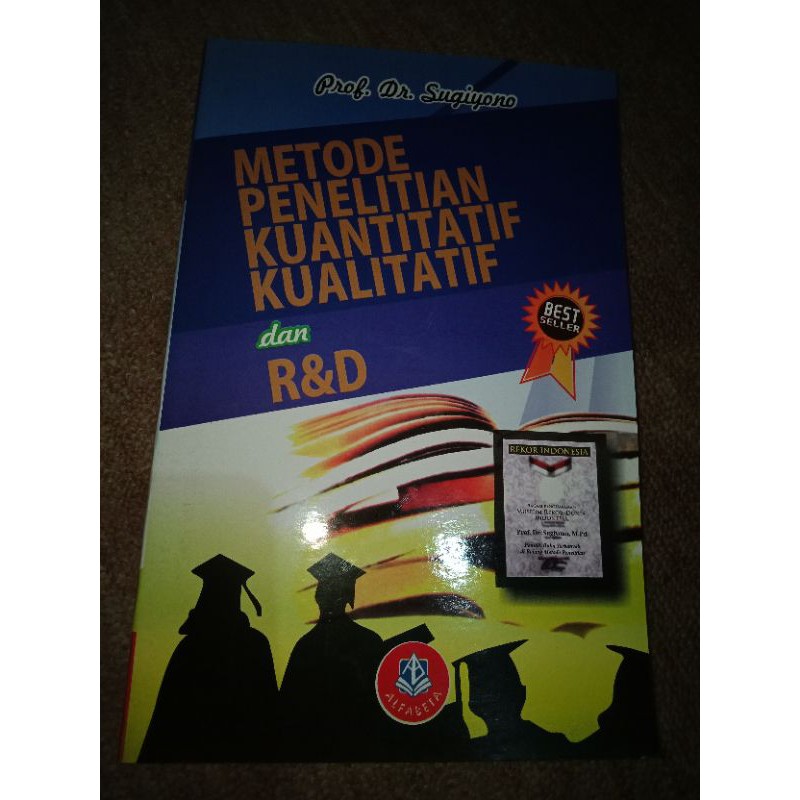 Prof. Dr. Sugiyono
METODE
PENELITIAN
KUANTITATIF
KUALITATIF
dan
R&D
BEST
SELLER
REKOR INDONESIA
Prof. Dr. Sugiyono, M.Pd
ALFABETA